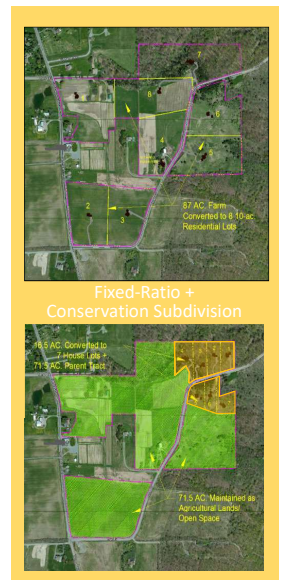 7
8
6
4
5
2
3
1
87 AC. Farm
Converted to 8 10-ac
Residential Lots
Fixed-Ratio +
Conservation Subdivision
16.5 AC. Converted to
7 House Lots +
71.5 AC. Parent Tract
71.5 AC. Maintained as
Agricultural Lands/
Open Space